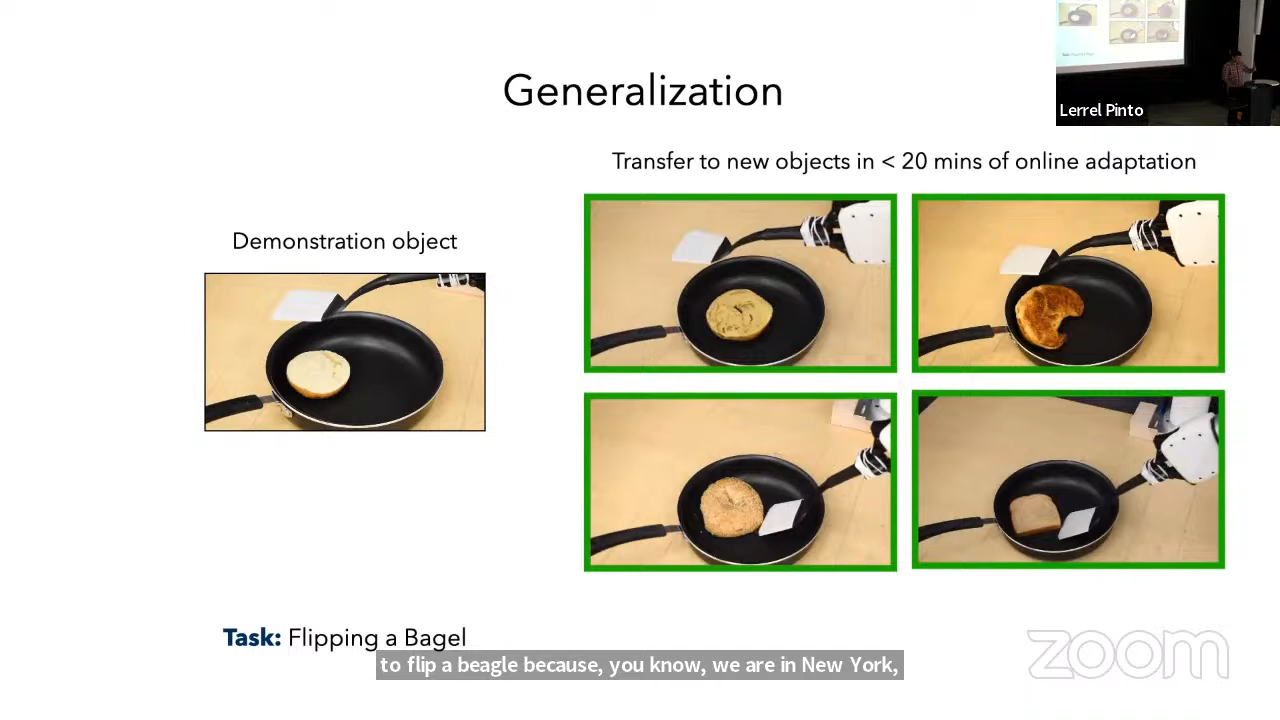 Generalization
Lerrel Pinto
Transfer to new objects in < 20 mins of online adaptation
Demonstration object
Task: Flipping a Bagel
to flip a beagle because, you know, we are in New York,
zoom